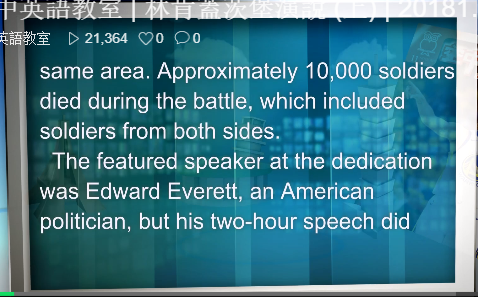 中英語教室 | 林肯蓋茨堡演說 (上) | 20181
英語教室 21,364 0 0
same area. Approximately 10,000 soldiers
died during the battle, which included
soldiers from both sides.
The featured speaker at the dedication
was Edward Everett, an American
politician, but his two-hour speech did